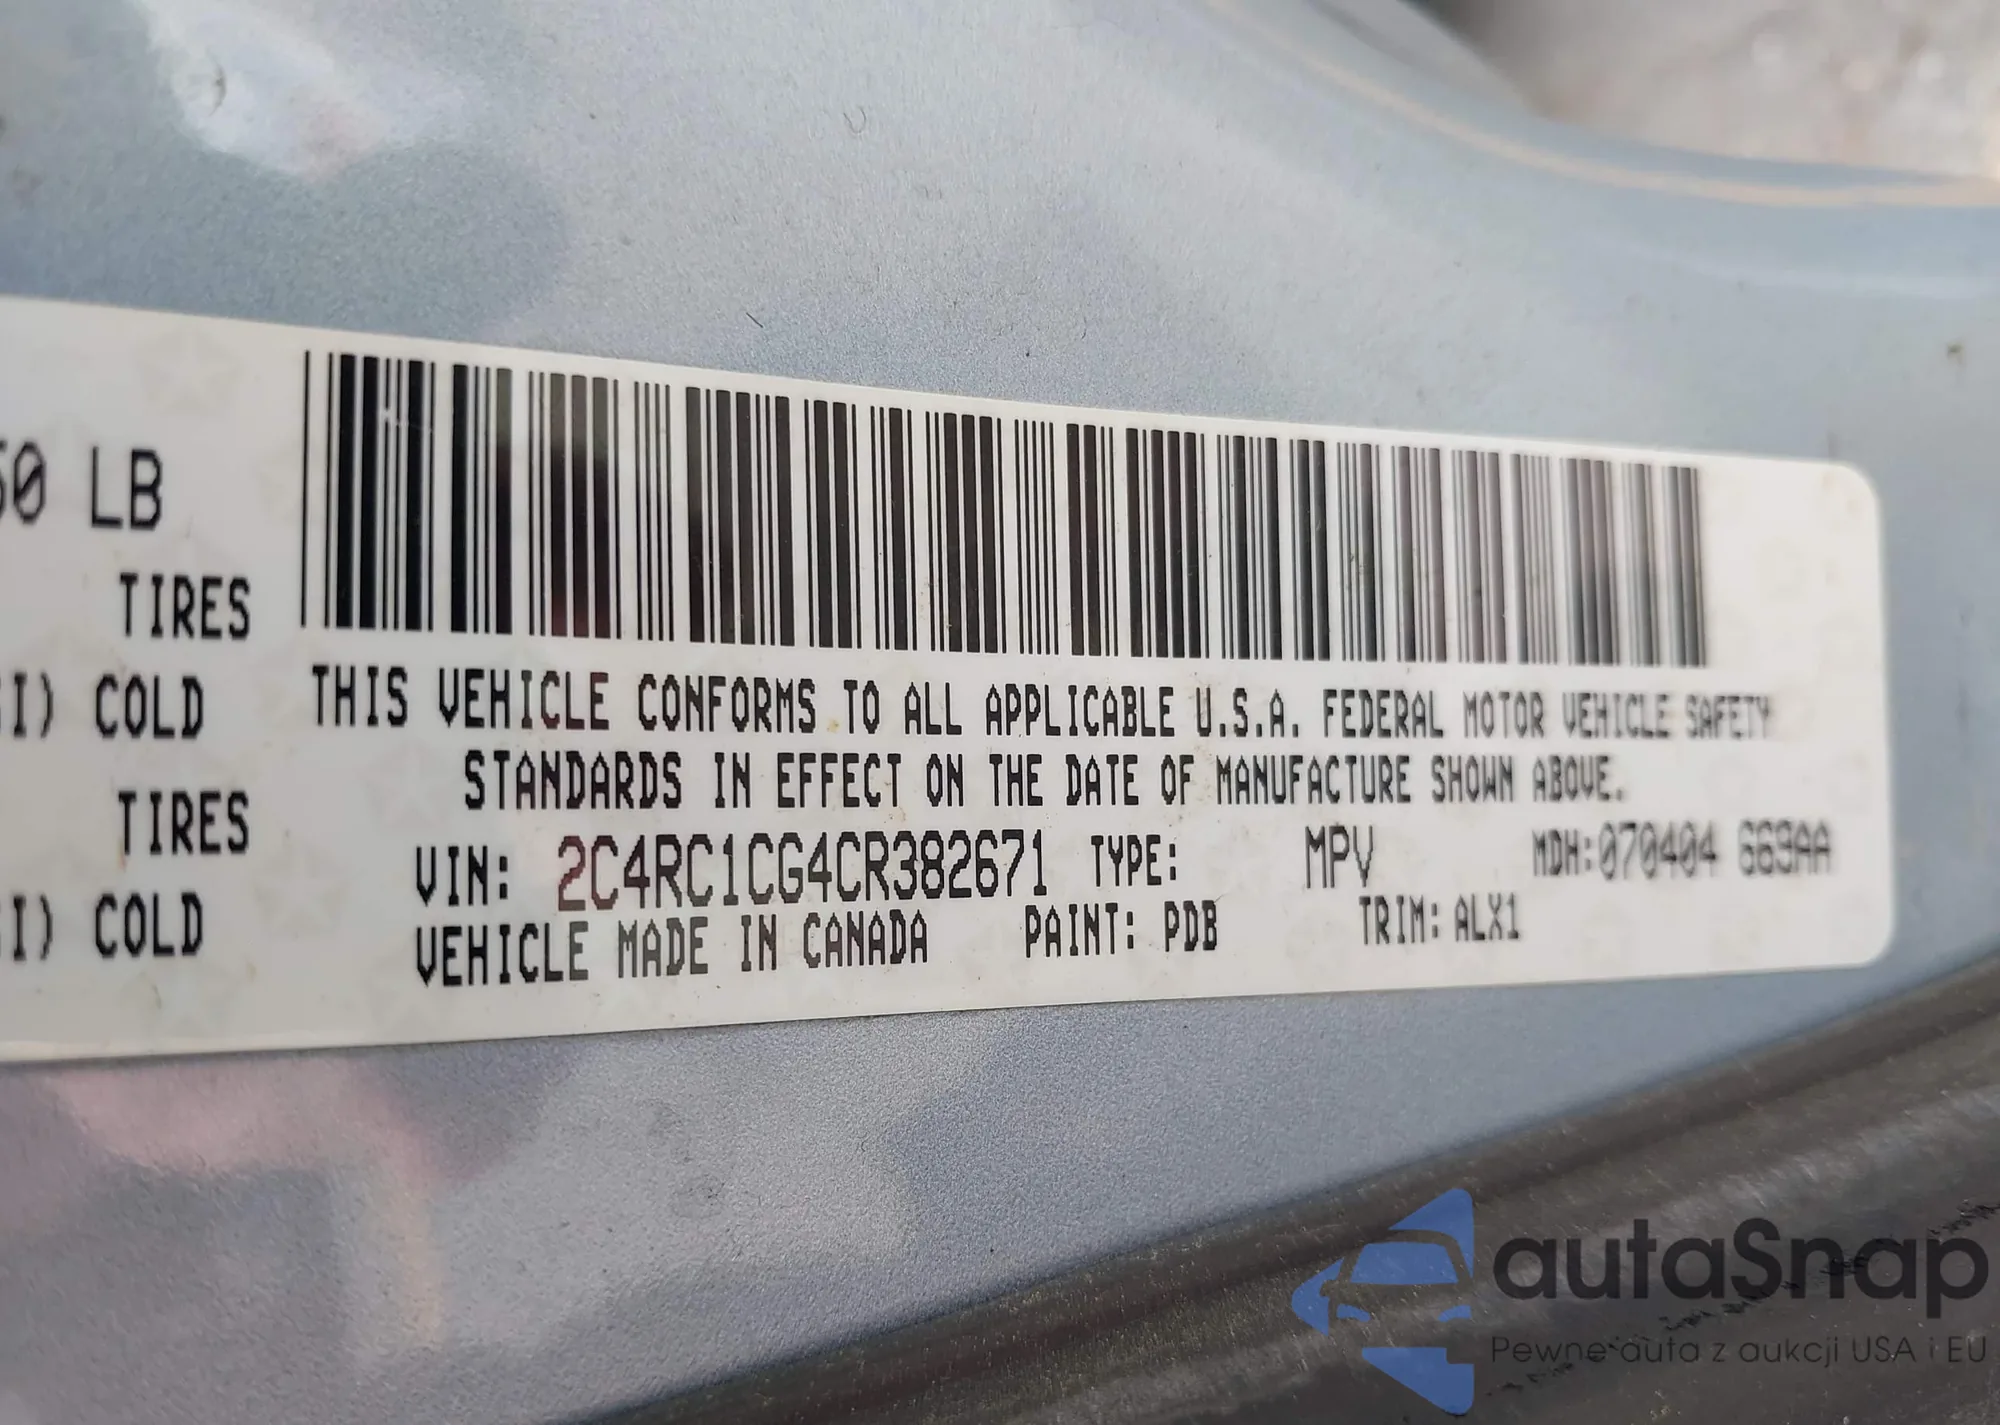 50 LB
TIRES
SI) COLD
TIRES
SI) COLD
THIS VEHICLE CONFORMS TO ALL APPLICABLE U.S.A. FEDERAL MOTOR VEHICLE SAFETY
STANDARDS IN EFFECT ON THE DATE OF MANUFACTURE SHOWN ABOVE.
VIN: 2C4RC1CG4CR382671 TYPE: MPV MDH:070404 669AA
VEHICLE MADE IN CANADA PAINT: PDB TRIM: ALX1
autaSnap
Pewne auta z aukcji USA i EU